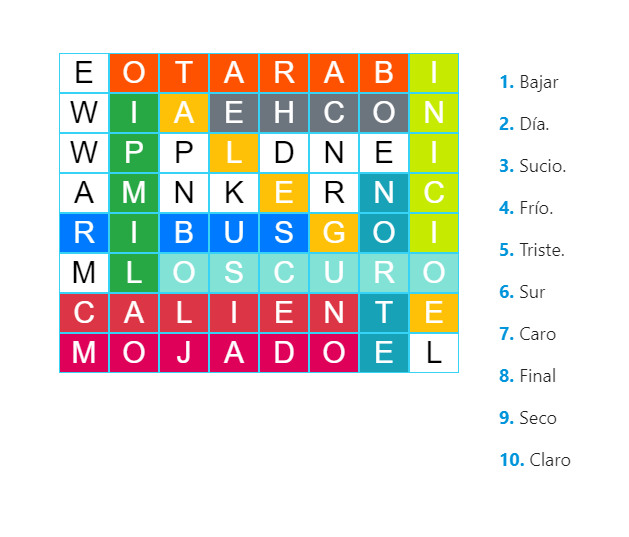 E O T A R A B I
W I A E H C O N
W P P L D N E I
A M N K E R N C
R I B U S G O I
M L O S C U R O
C A L I E N T E
M O J A D O E L
1. Bajar
2. Día.
3. Sucio.
4. Frío.
5. Triste.
6. Sur
7. Caro
8. Final
9. Seco
10. Claro